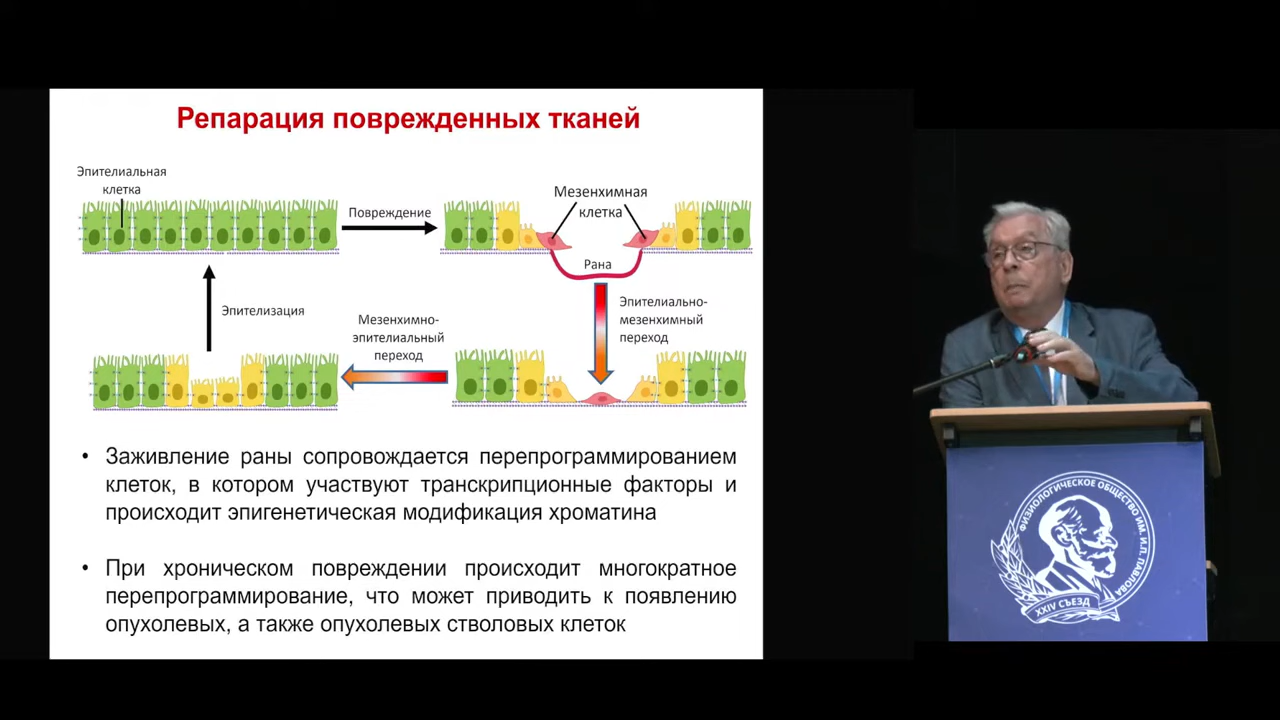 Репарация поврежденных тканей
Эпителиальная
клетка
Повреждение
Мезенхимная
клетка
Рана
Эпителиально-
мезенхимный
переход
Мезенхимно-
эпителиальный
переход
Эпителизация
• Заживление раны сопровождается перепрограммированием
клеток, в котором участвуют транскрипционные факторы и
происходит эпигенетическая модификация хроматина
• При хроническом повреждении происходит многократное
перепрограммирование, что может приводить к появлению
опухолевых, а также опухолевых стволовых клеток
ФИЗИОЛОГИЧЕСКОЕ ОБЩЕСТВО ИМ. И.П. ПАВЛОВА
XXIV СЪЕЗД